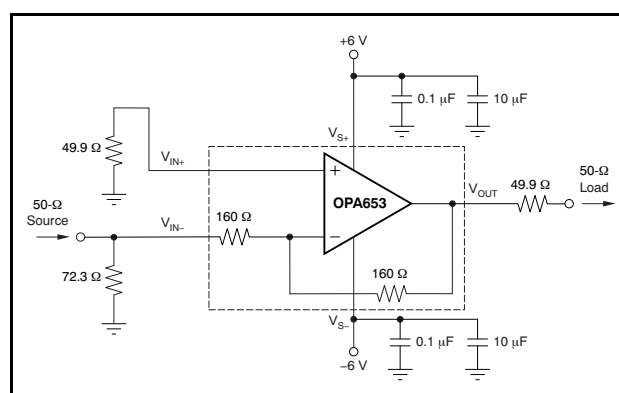 +6 V
0.1 μF
10 μF
V_S+
49.9 Ω
V_IN+
50-Ω
Source
V_IN−
160 Ω
+
−
OPA653
V_OUT
49.9 Ω
50-Ω
Load
72.3 Ω
160 Ω
V_S−
0.1 μF
10 μF
−6 V